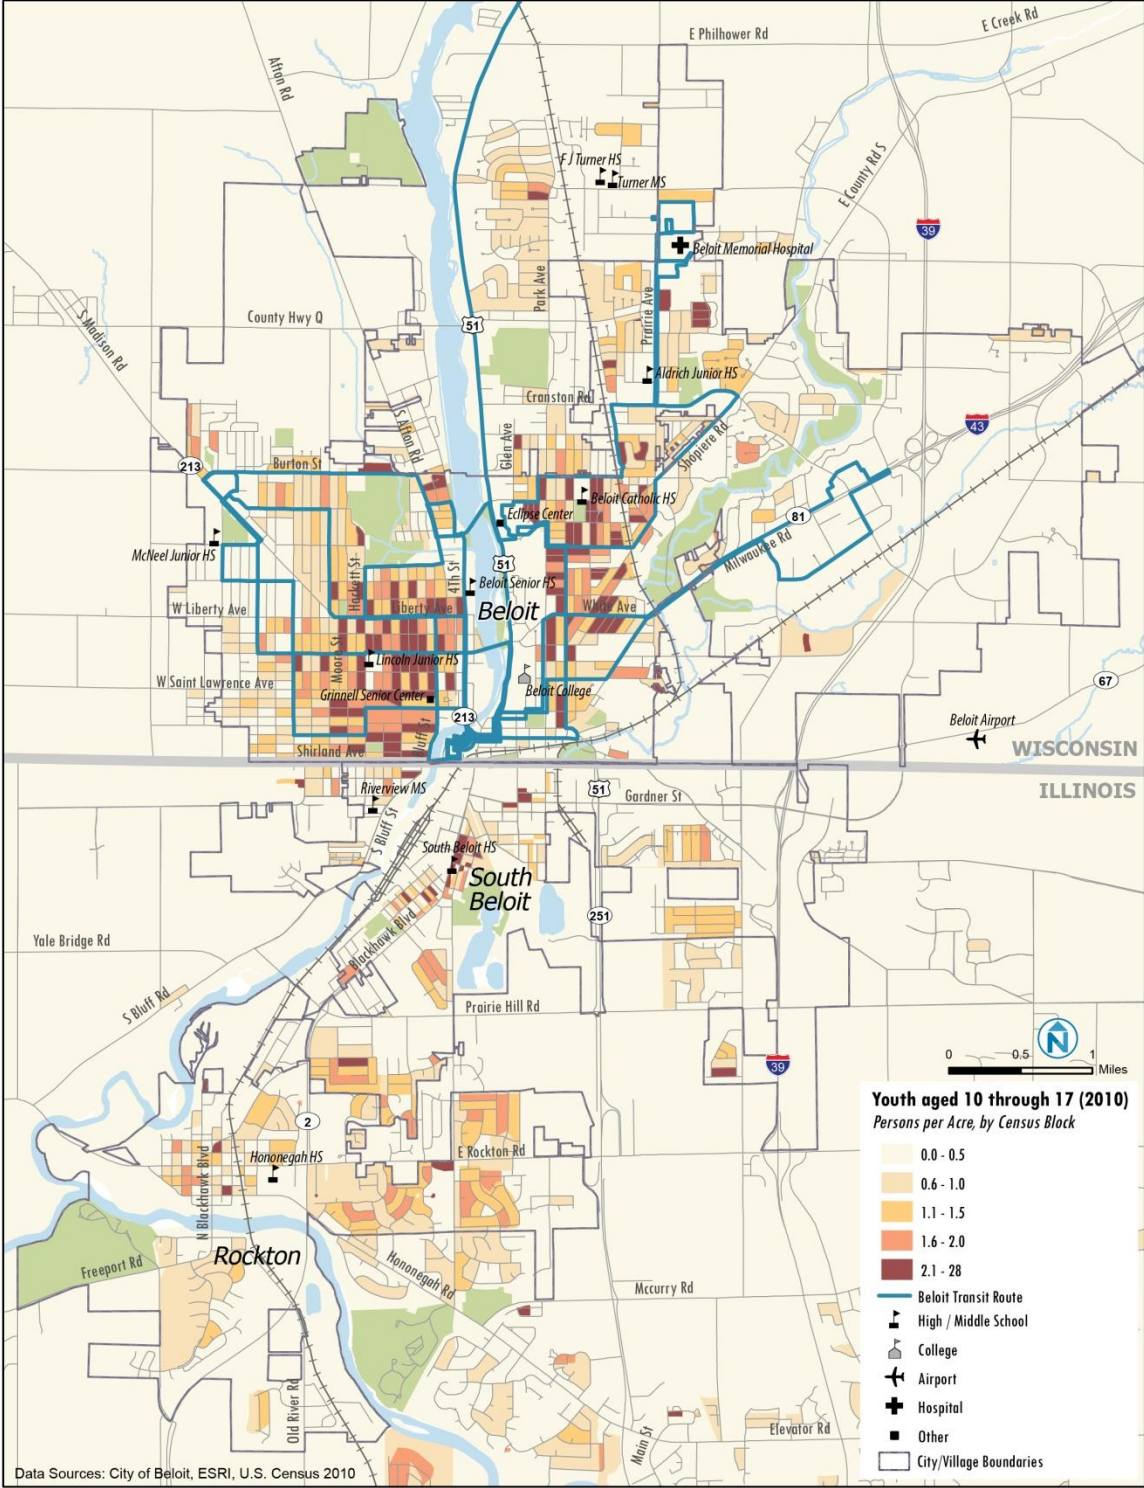 E Philhower Rd
E Creek Rd
Afton Rd
F J Turner HS
Turner MS
E County Rd S
39
Beloit Memorial Hospital
Park Ave
Prairie Ave
S Madison Rd
County Hwy Q
51
Aldrich Junior HS
43
Cranston Rd
S Afton Rd
Glen Ave
Shopiere Rd
213
Burton St
Beloit Catholic HS
Eclipse Center
81
Milwaukee Rd
McNeel Junior HS
51
Hackett St
4Th St
Beloit Senior HS
W Liberty Ave
Liberty Ave
Beloit
White Ave
Moore St
Lincoln Junior HS
W Saint Lawrence Ave
Grinnell Senior Center
Beloit College
67
213
Bluff St
Beloit Airport
Shirland Ave
WISCONSIN
ILLINOIS
Riverview MS
51
Gardner St
S Bluff St
South Beloit HS
South
Beloit
251
Blackhawk Blvd
Yale Bridge Rd
S Bluff Rd
Prairie Hill Rd
N
0 0.5 1
Miles
39
2
E Rockton Rd
Hononegah HS
N Blackhawk Blvd
Rockton
Freeport Rd
Hononegah Rd
Mccurry Rd
Old River Rd
Main St
Elevator Rd
Youth aged 10 through 17 (2010)
Persons per Acre, by Census Block
0.0 - 0.5
0.6 - 1.0
1.1 - 1.5
1.6 - 2.0
2.1 - 28
Beloit Transit Route
High / Middle School
College
Airport
Hospital
Other
City/Village Boundaries
Data Sources: City of Beloit, ESRI, U.S. Census 2010